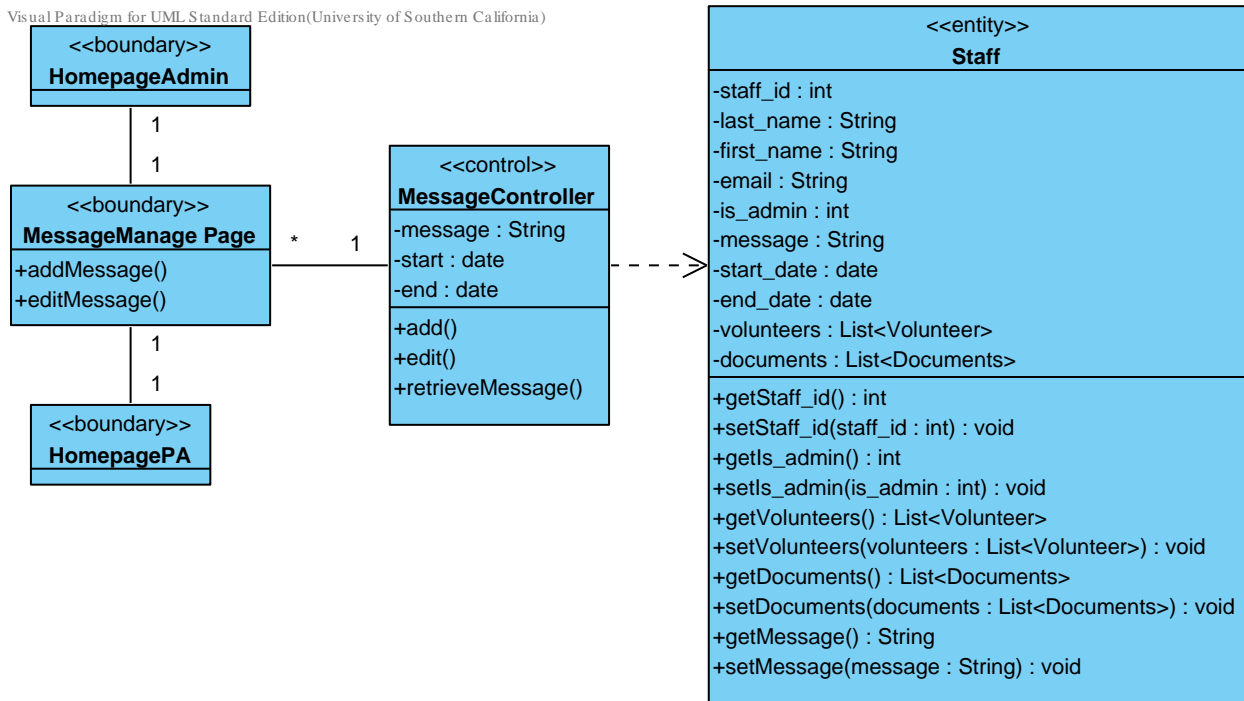 Visual Paradigm for UML Standard Edition(University of Southern California)
<<boundary>>
HomepageAdmin
1
1
<<boundary>>
MessageManage Page
+addMessage()
+editMessage()
* 1
1
1
<<boundary>>
HomepagePA
<<control>>
MessageController
-message : String
-start : date
-end : date
+add()
+edit()
+retrieveMessage()
<<entity>>
Staff
-staff_id : int
-last_name : String
-first_name : String
-email : String
-is_admin : int
-message : String
-start_date : date
-end_date : date
-volunteers : List<Volunteer>
-documents : List<Documents>
+getStaff_id() : int
+setStaff_id(staff_id : int) : void
+getIs_admin() : int
+setIs_admin(is_admin : int) : void
+getVolunteers() : List<Volunteer>
+setVolunteers(volunteers : List<Volunteer>) : void
+getDocuments() : List<Documents>
+setDocuments(documents : List<Documents>) : void
+getMessage() : String
+setMessage(message : String) : void